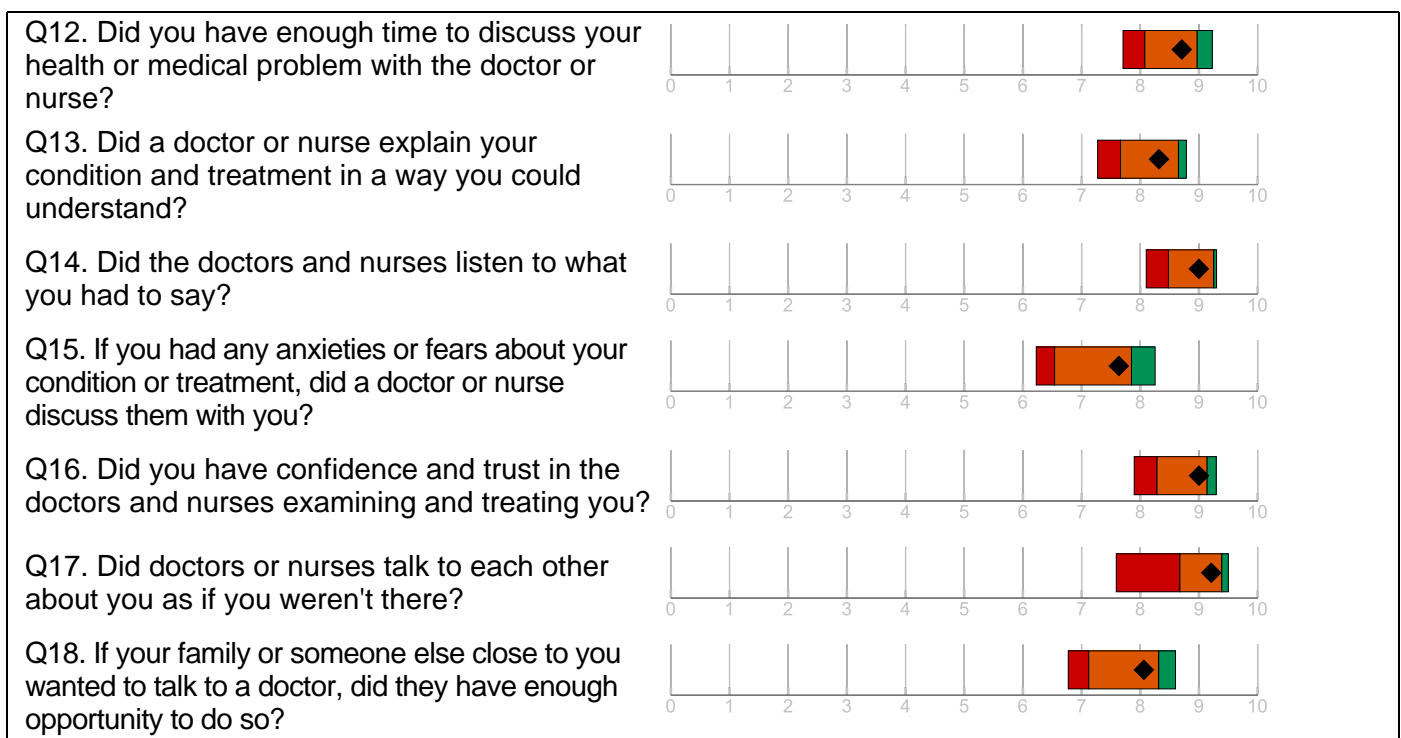 Q12. Did you have enough time to discuss your
health or medical problem with the doctor or
nurse?
0 1 2 3 4 5 6 7 8 9 10
Q13. Did a doctor or nurse explain your
condition and treatment in a way you could
understand?
0 1 2 3 4 5 6 7 8 9 10
Q14. Did the doctors and nurses listen to what
you had to say?
0 1 2 3 4 5 6 7 8 9 10
Q15. If you had any anxieties or fears about your
condition or treatment, did a doctor or nurse
discuss them with you?
0 1 2 3 4 5 6 7 8 9 10
Q16. Did you have confidence and trust in the
doctors and nurses examining and treating you?
0 1 2 3 4 5 6 7 8 9 10
Q17. Did doctors or nurses talk to each other
about you as if you weren't there?
0 1 2 3 4 5 6 7 8 9 10
Q18. If your family or someone else close to you
wanted to talk to a doctor, did they have enough
opportunity to do so?
0 1 2 3 4 5 6 7 8 9 10